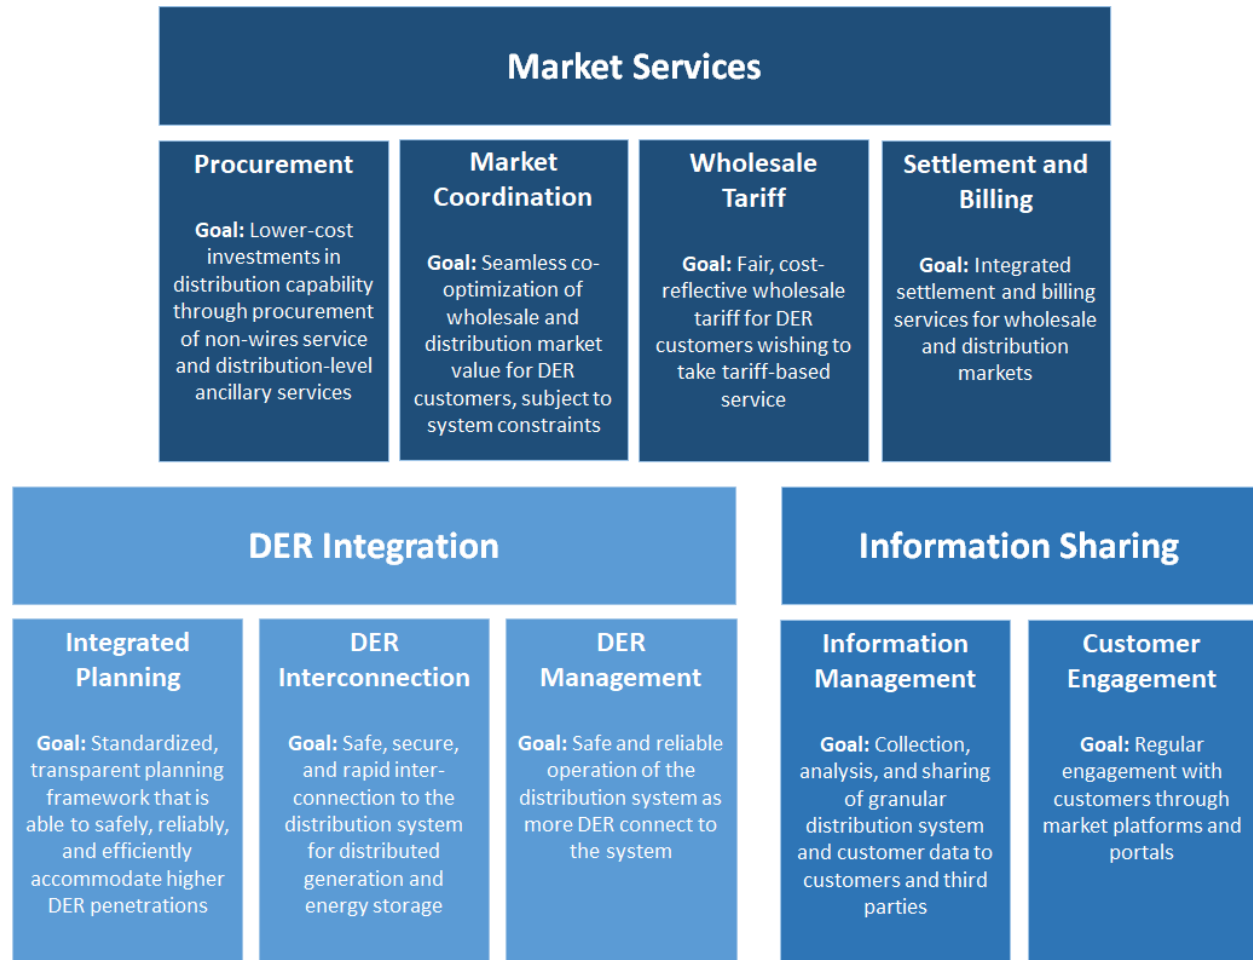 Market Services
Procurement
Goal: Lower-cost
investments in
distribution capability
through procurement
of non-wires service
and distribution-level
ancillary services
Market
Coordination
Goal: Seamless co-
optimization of
wholesale and
distribution market
value for DER
customers, subject to
system constraints
Wholesale
Tariff
Goal: Fair, cost-
reflective wholesale
tariff for DER
customers wishing to
take tariff-based
service
Settlement and
Billing
Goal: Integrated
settlement and billing
services for wholesale
and distribution
markets
DER Integration
Integrated
Planning
Goal: Standardized,
transparent planning
framework that is
able to safely, reliably,
and efficiently
accommodate higher
DER penetrations
DER
Interconnection
Goal: Safe, secure,
and rapid inter-
connection to the
distribution system
for distributed
generation and
energy storage
DER
Management
Goal: Safe and reliable
operation of the
distribution system as
more DER connect to
the system
Information Sharing
Information
Management
Goal: Collection,
analysis, and sharing
of granular
distribution system
and customer data to
customers and third
parties
Customer
Engagement
Goal: Regular
engagement with
customers through
market platforms and
portals